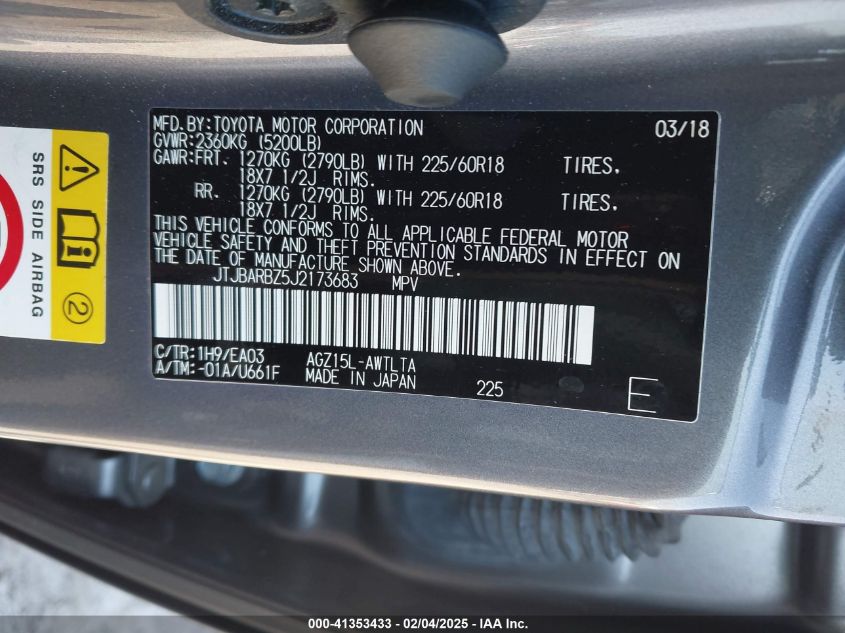 MFD.BY:TOYOTA MOTOR CORPORATION 03/18
GVWR:2360KG (5200LB)
GAWR:FRT. 1270KG (2790LB) WITH 225/60R18 TIRES,
18X7 1/2J RIMS.
RR. 1270KG (2790LB) WITH 225/60R18 TIRES,
18X7 1/2J RIMS.
THIS VEHICLE CONFORMS TO ALL APPLICABLE FEDERAL MOTOR
VEHICLE SAFETY AND THEFT PREVENTION STANDARDS IN EFFECT ON
THE DATE OF MANUFACTURE SHOWN ABOVE.
JTJBARBZ5J2173683 MPV
C/TR:1H9/EA03 AGZ15L-AWTLTA
A/TM:-01A/U661F MADE IN JAPAN 225 E
SRS SIDE AIRBAG
2
000-41353433 - 02/04/2025 - IAA Inc.